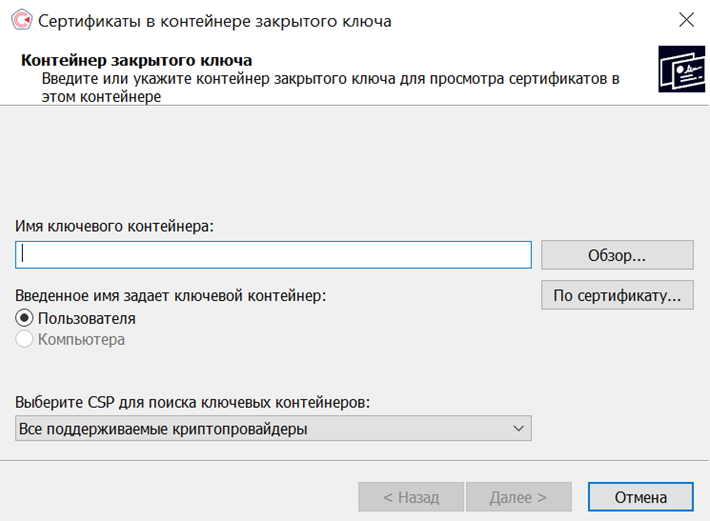 Сертификаты в контейнере закрытого ключа
Контейнер закрытого ключа
Введите или укажите контейнер закрытого ключа для просмотра сертификатов в
этом контейнере
Имя ключевого контейнера:
Обзор...
Введенное имя задает ключевой контейнер:
По сертификату...
Пользователя
Компьютера
Выберите CSP для поиска ключевых контейнеров:
Все поддерживаемые криптопровайдеры
< Назад
Далее >
Отмена